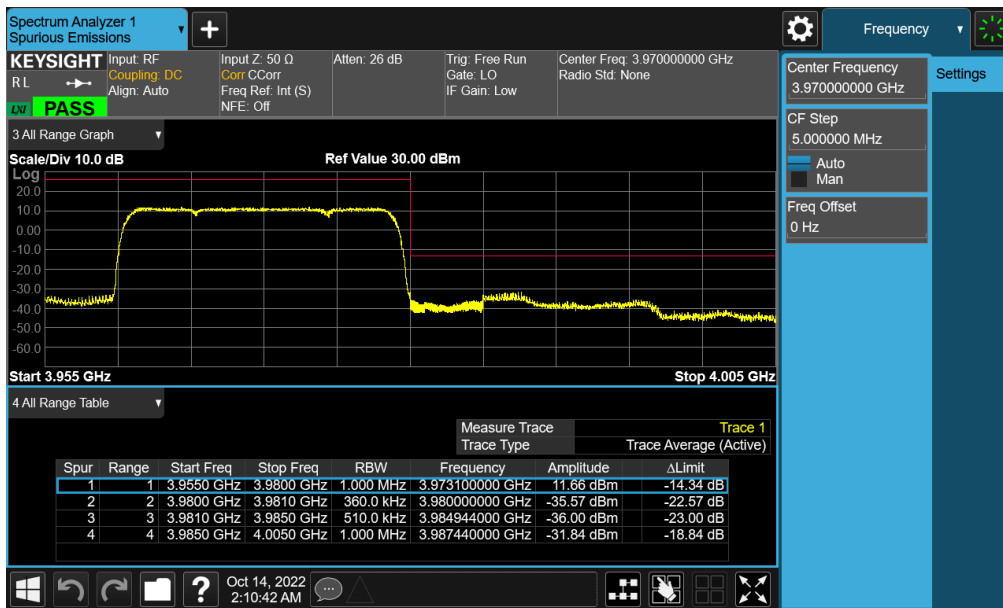 Spectrum Analyzer 1
Spurious Emissions
Frequency
KEYSIGHT Input: RF Input Z: 50 Ω Atten: 26 dB Trig: Free Run Center Freq: 3.970000000 GHz
R L Coupling: DC Corr CCorr Gate: LO Radio Std: None
Align: Auto Freq Ref: Int (S) IF Gain: Low
LXI PASS NFE: Off
Center Frequency
3.970000000 GHz
Settings
CF Step
5.000000 MHz
Auto
Man
Freq Offset
0 Hz
3 All Range Graph
Scale/Div 10.0 dB Ref Value 30.00 dBm
Log
20.0
10.0
0.00
-10.0
-20.0
-30.0
-40.0
-50.0
-60.0
Start 3.955 GHz Stop 4.005 GHz
4 All Range Table
Measure Trace Trace 1
Trace Type Trace Average (Active)
Spur Range Start Freq Stop Freq RBW Frequency Amplitude ΔLimit
1 1 3.9550 GHz 3.9800 GHz 1.000 MHz 3.973100000 GHz 11.66 dBm -14.34 dB
2 2 3.9800 GHz 3.9810 GHz 360.0 kHz 3.980000000 GHz -35.57 dBm -22.57 dB
3 3 3.9810 GHz 3.9850 GHz 510.0 kHz 3.984944000 GHz -36.00 dBm -23.00 dB
4 4 3.9850 GHz 4.0050 GHz 1.000 MHz 3.987440000 GHz -31.84 dBm -18.84 dB
? Oct 14, 2022
2:10:42 AM